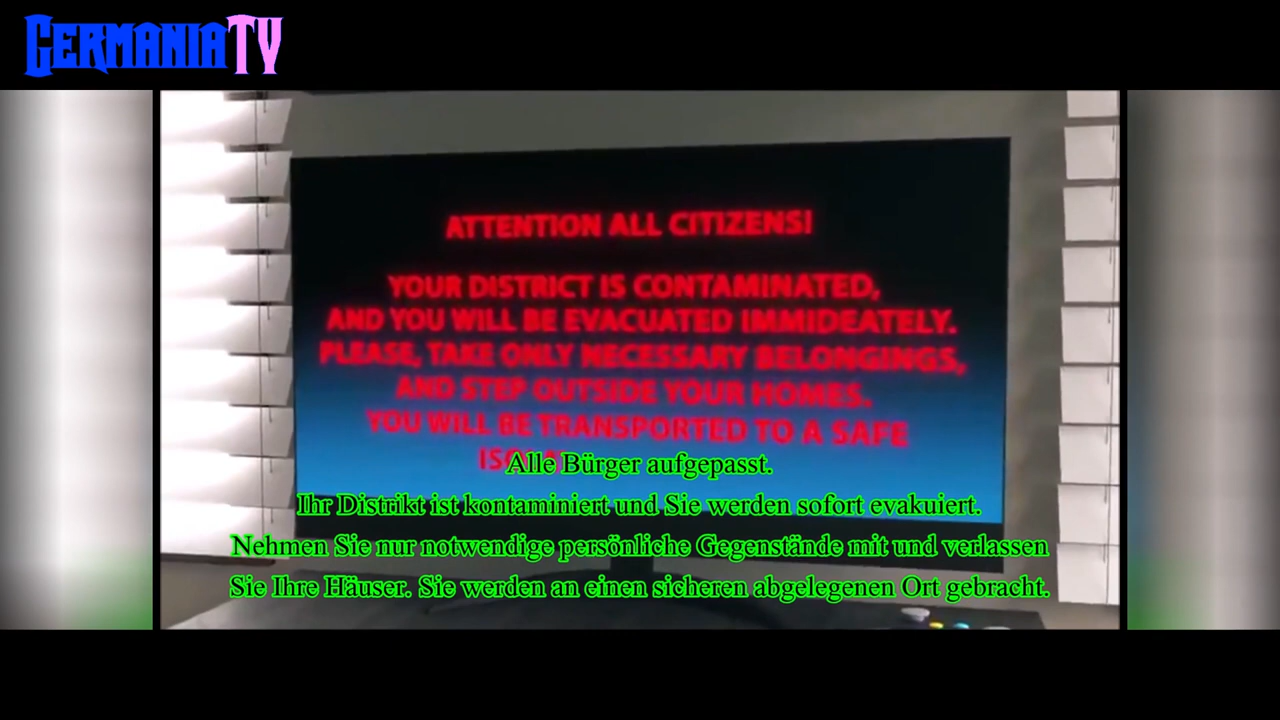 GERMANIATV
ATTENTION ALL CITIZENS!
YOUR DISTRICT IS CONTAMINATED,
AND YOU WILL BE EVACUATED IMMIDEATELY.
PLEASE, TAKE ONLY NECESSARY BELONGINGS,
AND STEP OUTSIDE YOUR HOMES.
YOU WILL BE TRANSPORTED TO A SAFE
Alle Bürger aufgepasst.
Ihr Distrikt ist kontaminiert und Sie werden sofort evakuiert.
Nehmen Sie nur notwendige persönliche Gegenstände mit und verlassen
Sie Ihre Häuser. Sie werden an einen sicheren abgelegenen Ort gebracht.